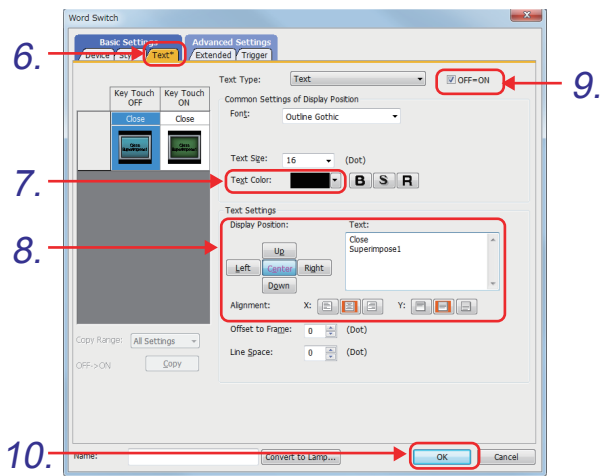 Word Switch
Basic Settings Advanced Settings
6.
Device Style Text* Extended Trigger
Text Type: Text OFF=ON
9.
Key Touch OFF Key Touch ON
Close Close
Close Superimpose1 Close Superimpose1
Common Settings of Display Position
Font: Outline Gothic
Text Size: 16 (Dot)
7.
Text Color: B S R
Text Settings
8.
Display Position: Text:
Close
Superimpose1
Up
Left Center Right
Down
Alignment: X: Y:
Offset to Frame: 0 (Dot)
Line Space: 0 (Dot)
Copy Range: All Settings
OFF->ON Copy
10.
Name: Convert to Lamp... OK Cancel